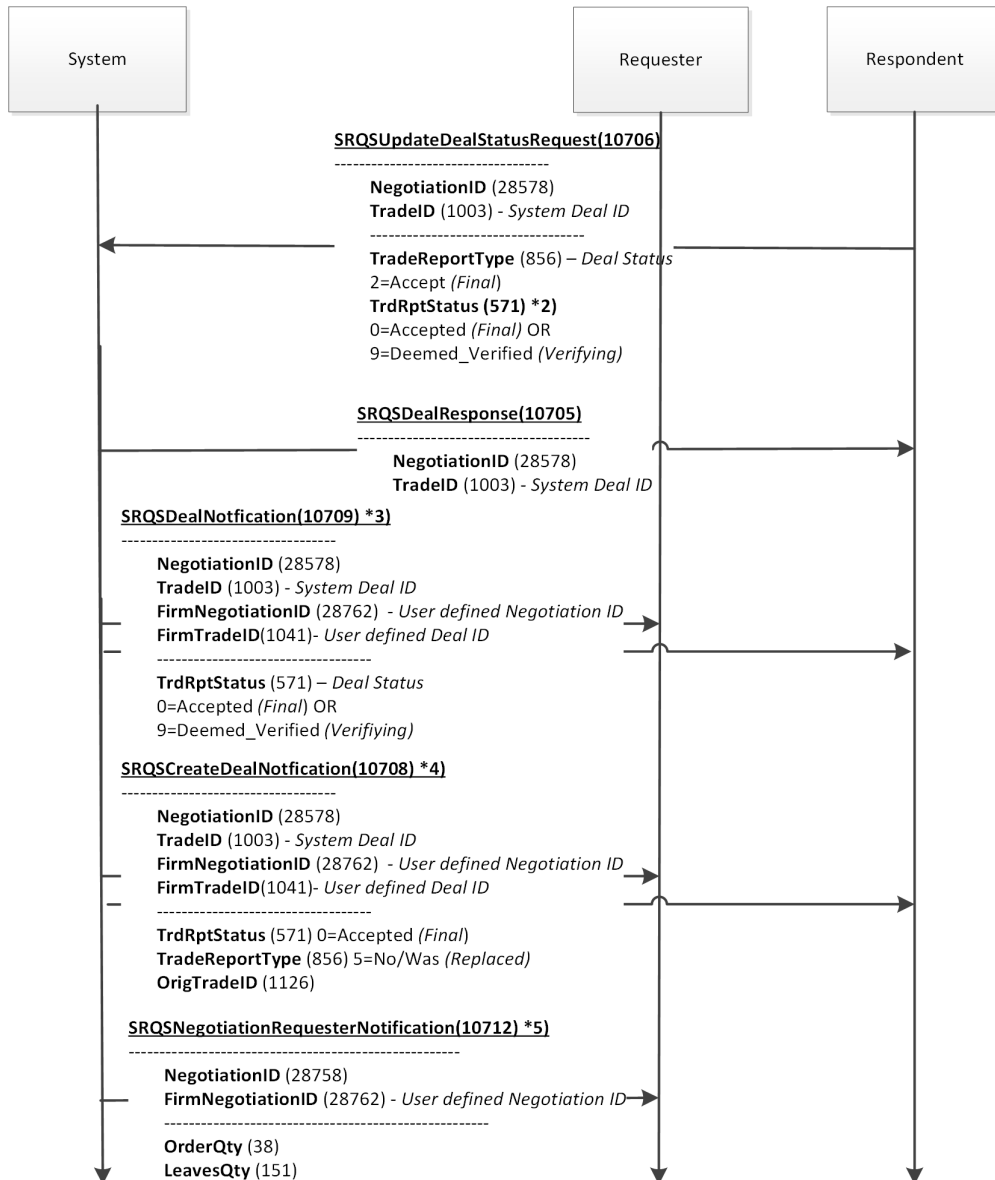 System
Requester
Respondent
SRQSUpdateDealStatusRequest(10706)
-----------------------------------
NegotiationID (28578)
TradeID (1003) - System Deal ID
-----------------------------------
TradeReportType (856) – Deal Status
2=Accept (Final)
TrdRptStatus (571) *2)
0=Accepted (Final) OR
9=Deemed_Verified (Verifying)
SRQSDealResponse(10705)
--------------------------------------
NegotiationID (28578)
TradeID (1003) - System Deal ID
SRQSDealNotfication(10709) *3)
-----------------------------------
NegotiationID (28578)
TradeID (1003) - System Deal ID
FirmNegotiationID (28762)  - User defined Negotiation ID
FirmTradeID(1041)- User defined Deal ID
-----------------------------------
TrdRptStatus (571) – Deal Status
0=Accepted (Final) OR
9=Deemed_Verified (Verifiying)
SRQSCreateDealNotfication(10708) *4)
-----------------------------------
NegotiationID (28578)
TradeID (1003) - System Deal ID
FirmNegotiationID (28762)  - User defined Negotiation ID
FirmTradeID(1041)- User defined Deal ID
-----------------------------------
TrdRptStatus (571) 0=Accepted (Final)
TradeReportType (856) 5=No/Was (Replaced)
OrigTradeID (1126)
SRQSNegotiationRequesterNotification(10712) *5)
------------------------------------------------------
NegotiationID (28758)
FirmNegotiationID (28762) - User defined Negotiation ID
-----------------------------------------------------
OrderQty (38)
LeavesQty (151)